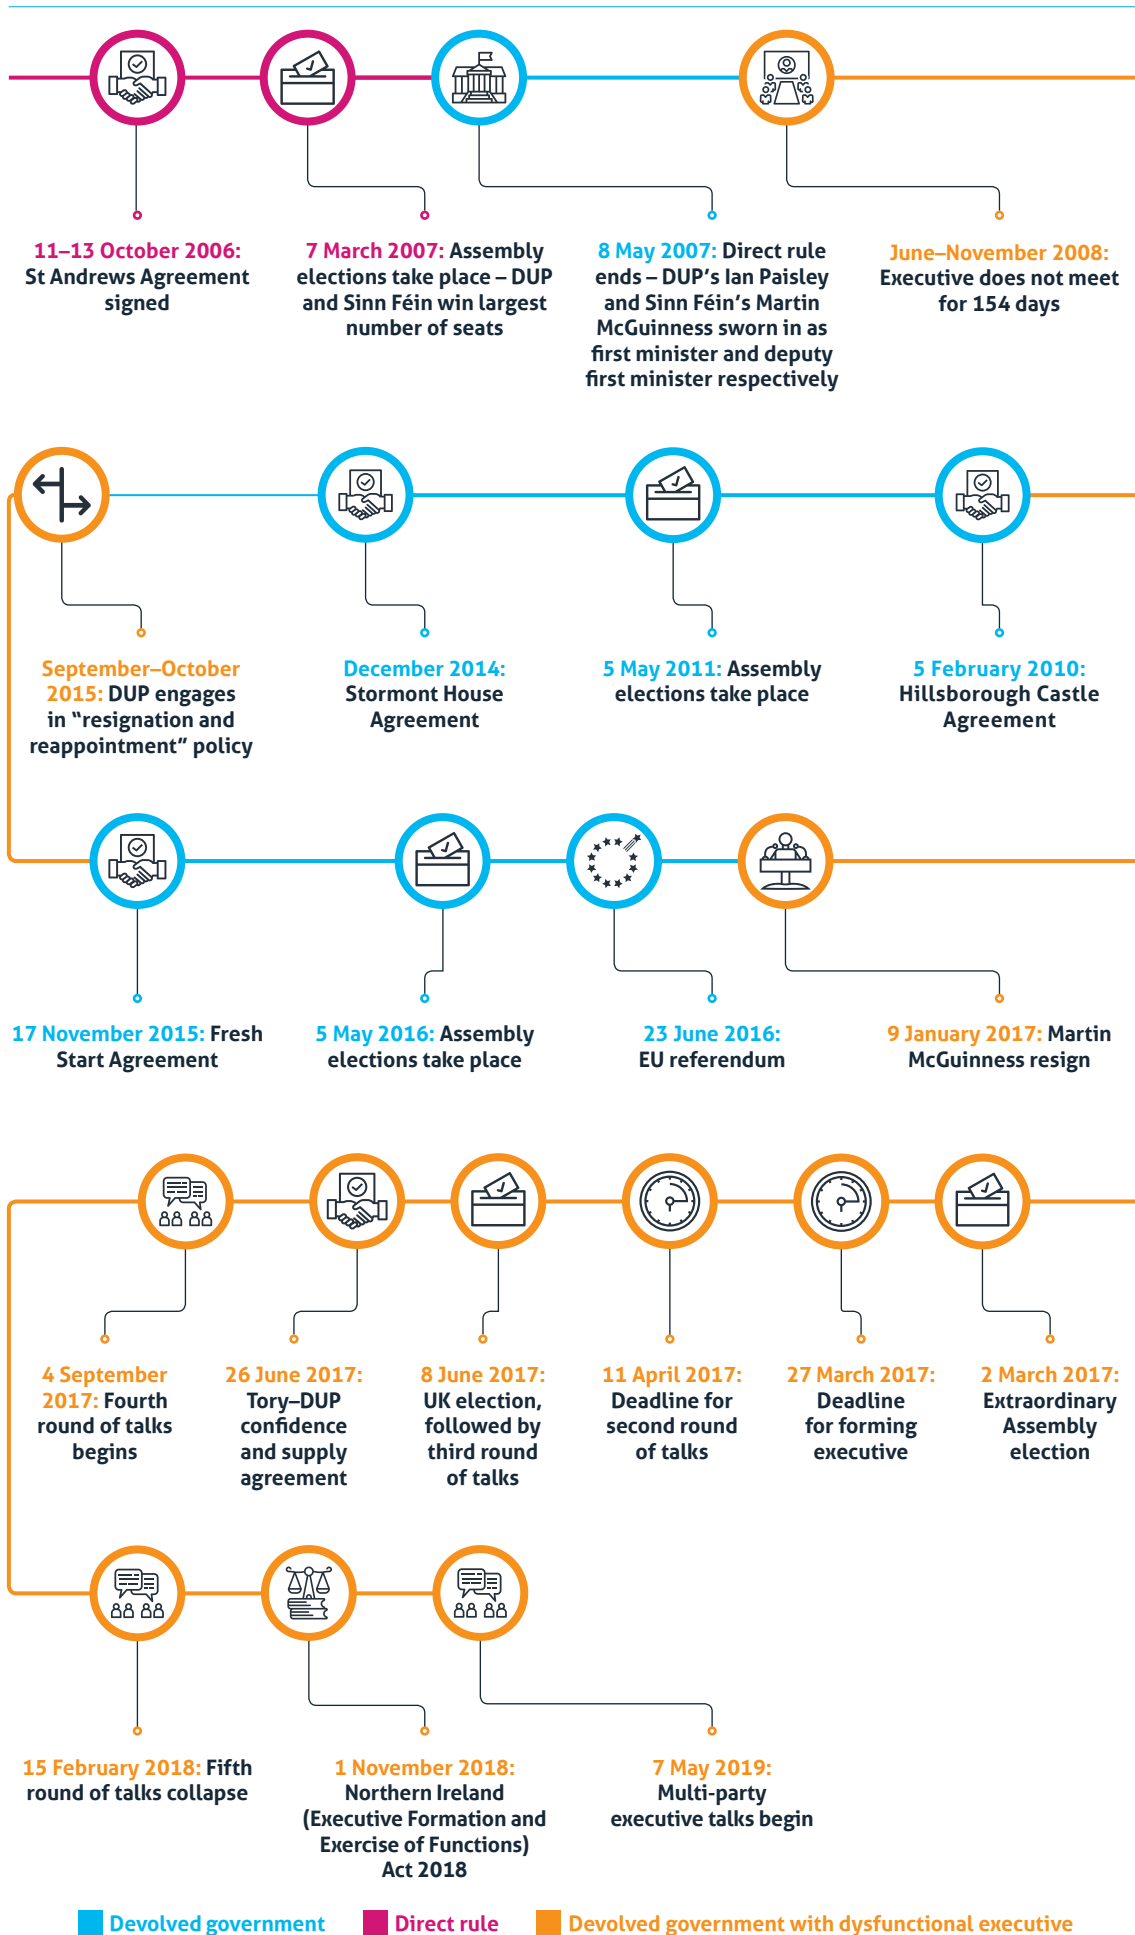 11–13 October 2006:
St Andrews Agreement
signed
7 March 2007: Assembly
elections take place – DUP
and Sinn Féin win largest
number of seats
8 May 2007: Direct rule
ends – DUP’s Ian Paisley
and Sinn Féin’s Martin
McGuinness sworn in as
first minister and deputy
first minister respectively
June–November 2008:
Executive does not meet
for 154 days
September–October
2015: DUP engages
in “resignation and
reappointment” policy
December 2014:
Stormont House
Agreement
5 May 2011: Assembly
elections take place
5 February 2010:
Hillsborough Castle
Agreement
17 November 2015: Fresh
Start Agreement
5 May 2016: Assembly
elections take place
23 June 2016:
EU referendum
9 January 2017: Martin
McGuinness resign
4 September
2017: Fourth
round of talks
begins
26 June 2017:
Tory–DUP
confidence
and supply
agreement
8 June 2017:
UK election,
followed by
third round
of talks
11 April 2017:
Deadline for
second round
of talks
27 March 2017:
Deadline
for forming
executive
2 March 2017:
Extraordinary
Assembly
election
15 February 2018: Fifth
round of talks collapse
1 November 2018:
Northern Ireland
(Executive Formation and
Exercise of Functions)
Act 2018
7 May 2019:
Multi-party
executive talks begin
Devolved government
Direct rule
Devolved government with dysfunctional executive